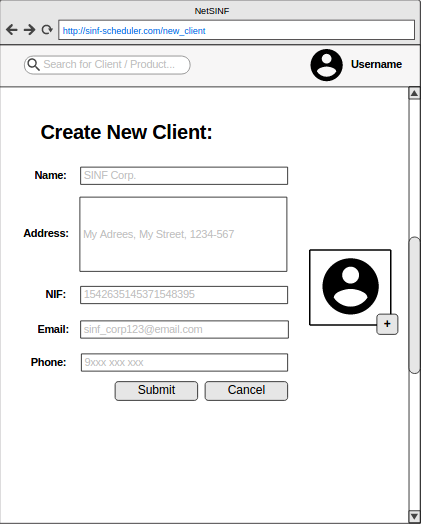 NetSINF
http://sinf-scheduler.com/new_client
Search for Client / Product...
Username
Create New Client:
Name:
SINF Corp.
Address:
My Adrees, My Street, 1234-567
NIF:
1542635145371548395
Email:
sinf_corp123@email.com
Phone:
9xxx xxx xxx
+
Submit
Cancel